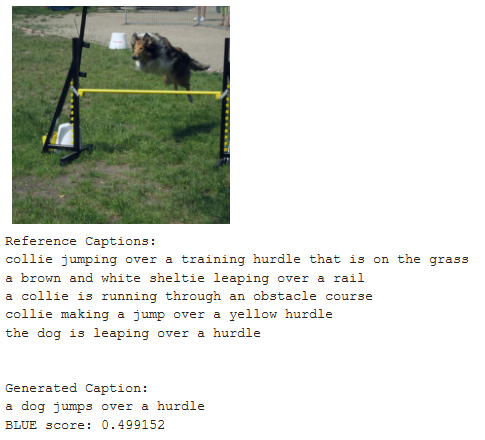 Reference Captions:
collie jumping over a training hurdle that is on the grass
a brown and white sheltie leaping over a rail
a collie is running through an obstacle course
collie making a jump over a yellow hurdle
the dog is leaping over a hurdle
Generated Caption:
a dog jumps over a hurdle
BLUE score: 0.499152